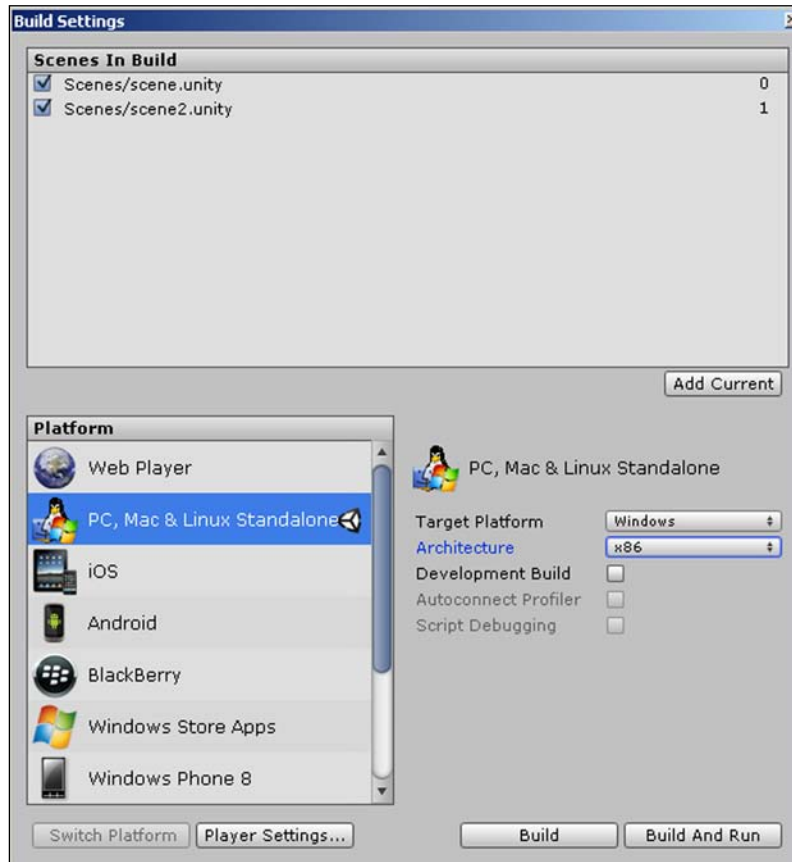 Build Settings
Scenes In Build
Scenes/scene.unity 0
Scenes/scene2.unity 1
Add Current
Platform
Web Player
PC, Mac & Linux Standalone
iOS
Android
BlackBerry
Windows Store Apps
Windows Phone 8
PC, Mac & Linux Standalone
Target Platform Windows
Architecture x86
Development Build
Autoconnect Profiler
Script Debugging
Switch Platform Player Settings... Build Build And Run